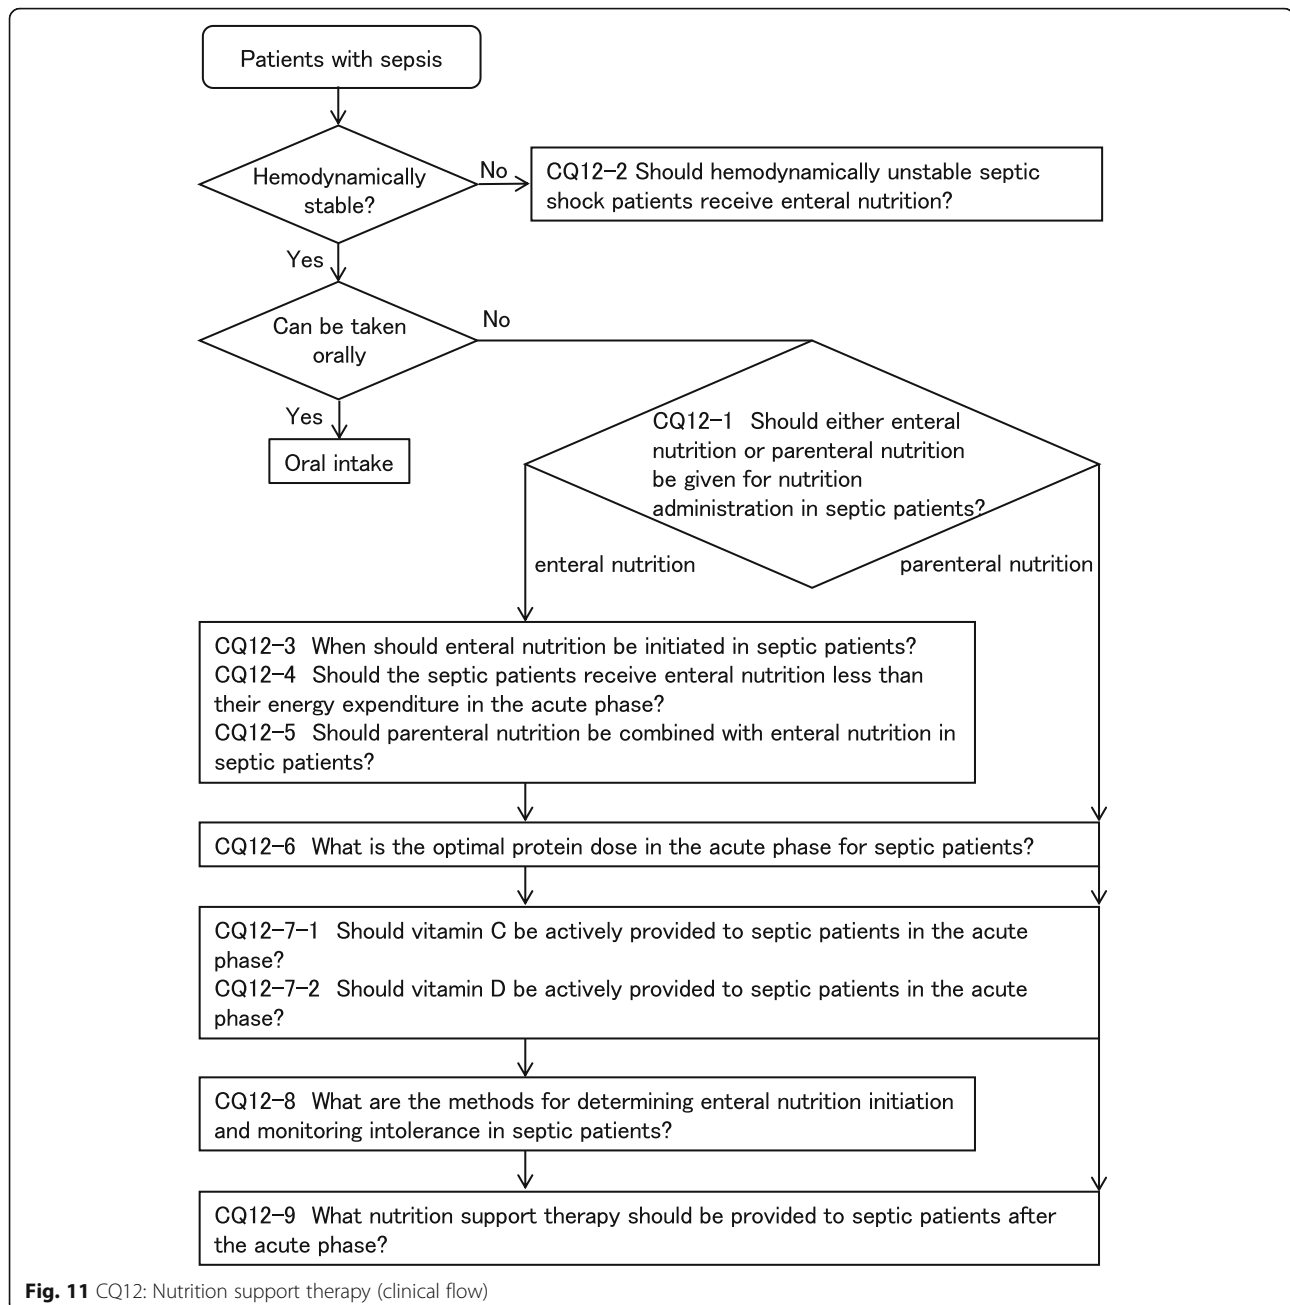 Patients with sepsis
Hemodynamically
stable?
No
CQ12-2 Should hemodynamically unstable septic
shock patients receive enteral nutrition?
Yes
Can be taken
orally
No
Yes
Oral intake
CQ12-1 Should either enteral
nutrition or parenteral nutrition
be given for nutrition
administration in septic patients?
enteral nutrition
parenteral nutrition
CQ12-3 When should enteral nutrition be initiated in septic patients?
CQ12-4 Should the septic patients receive enteral nutrition less than
their energy expenditure in the acute phase?
CQ12-5 Should parenteral nutrition be combined with enteral nutrition in
septic patients?
CQ12-6 What is the optimal protein dose in the acute phase for septic patients?
CQ12-7-1 Should vitamin C be actively provided to septic patients in the acute
phase?
CQ12-7-2 Should vitamin D be actively provided to septic patients in the acute
phase?
CQ12-8 What are the methods for determining enteral nutrition initiation
and monitoring intolerance in septic patients?
CQ12-9 What nutrition support therapy should be provided to septic patients after
the acute phase?
Fig. 11 CQ12: Nutrition support therapy (clinical flow)